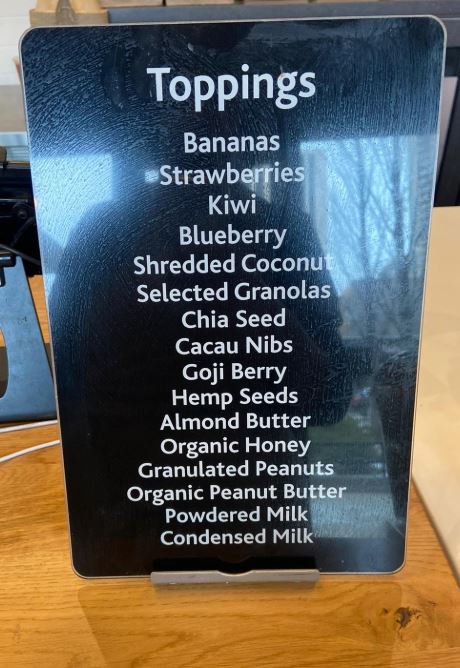 Toppings
Bananas
Strawberries
Kiwi
Blueberry
Shredded Coconut
Selected Granolas
Chia Seed
Cacau Nibs
Goji Berry
Hemp Seeds
Almond Butter
Organic Honey
Granulated Peanuts
Organic Peanut Butter
Powdered Milk
Condensed Milk